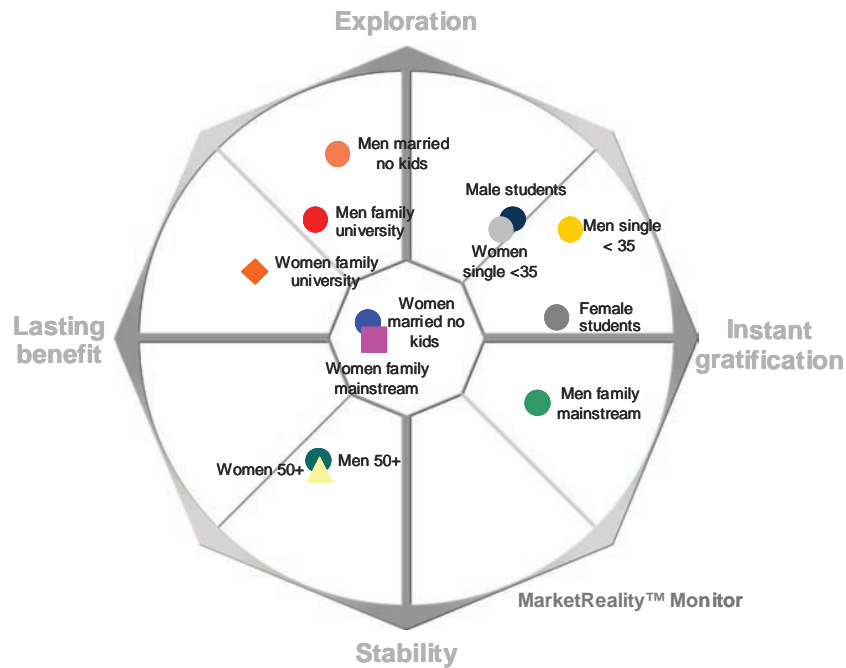 Exploration
Men married
no kids
Male students
Men family
university
Men single
< 35
Women
single <35
Women family
university
Women
married no
kids
Female
students
Lasting
benefit
Instant
gratification
Women family
mainstream
Men family
mainstream
Women 50+
Men 50+
MarketReality™ Monitor
Stability